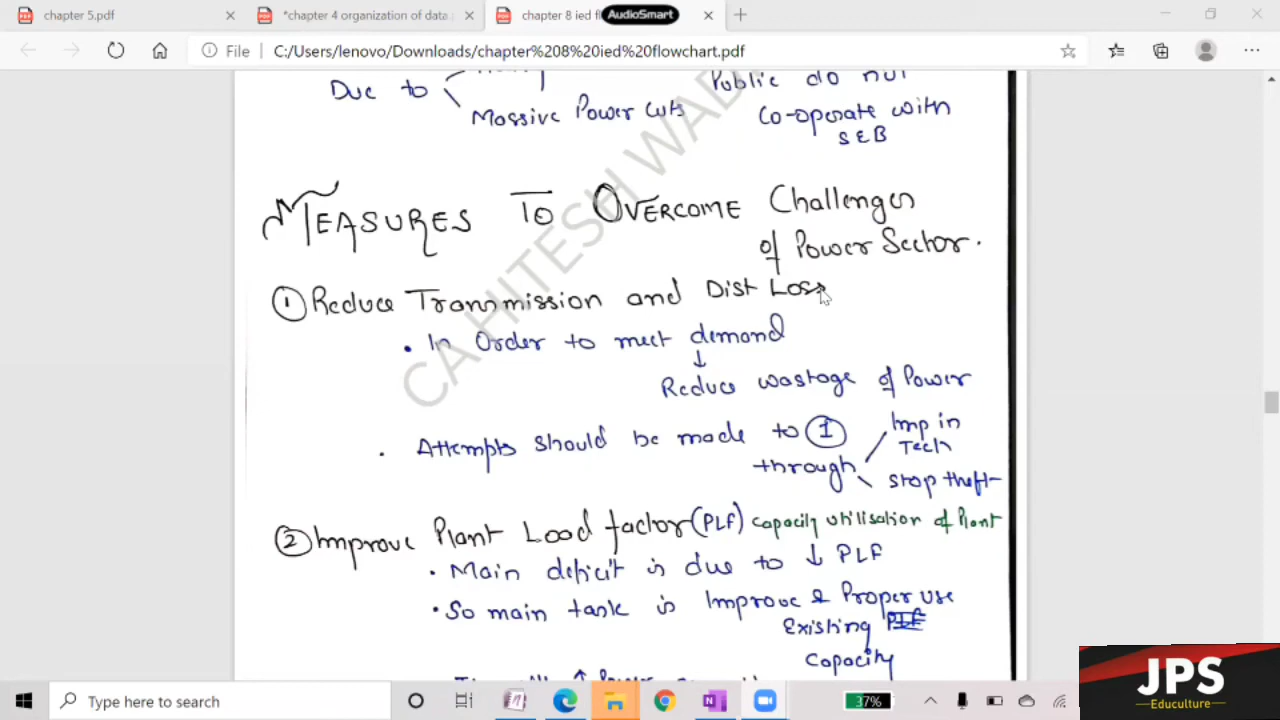 chapter 5.pdf
*chapter 4 organization of data
chapter 8 ied fl
AudioSmart
File
C:/Users/lenovo/Downloads/chapter%208%20ied%20flowchart.pdf
Due to
Massive Power cuts
Public do not
Co-operate with
SEB
MEASURES TO OVERCOME Challenges
of Power Sector.
① Reduce Transmission and Dist Loss
• In Order to meet demand
↓
Reduce wastage of Power
• Attempts should be made to ①
through
Imp in
Tech
stop theft
② Improve Plant Load factor (PLF) capacity utilisation of Plant
• Main deficit is due to ↓ PLF
• So main task is Improve & Proper use
Existing
Capacity
CA HITESH WAD
Type here to search
37%
JPS
Educulture